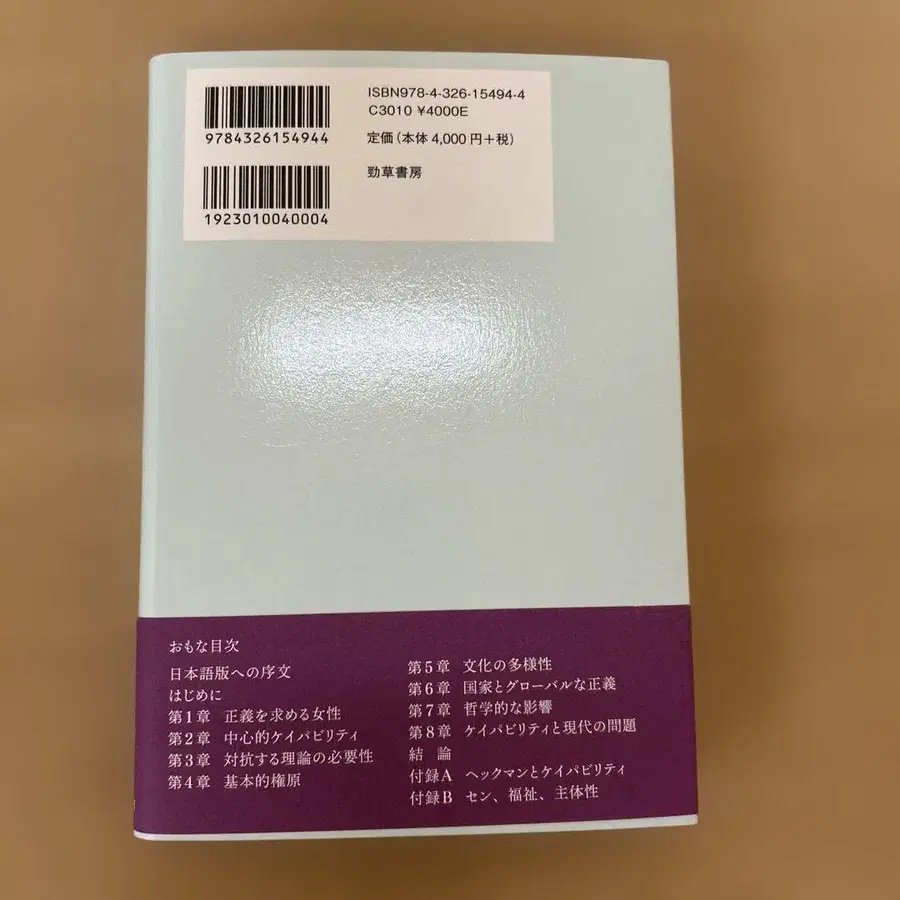 ISBN978-4-326-15494-4
C3010 ¥4000E
定価(本体4,000円+税)
勁草書房
9784326154944
1923010040004
おもな目次
日本語版への序文
はじめに
第1章 正義を求める女性
第2章 中心的ケイパビリティ
第3章 対抗する理論の必要性
第4章 基本的権原
第5章 文化の多様性
第6章 国家とグローバルな正義
第7章 哲学的な影響
第8章 ケイパビリティと現代の問題
結 論
付録A ヘックマンとケイパビリティ
付録B セン、福祉、主体性